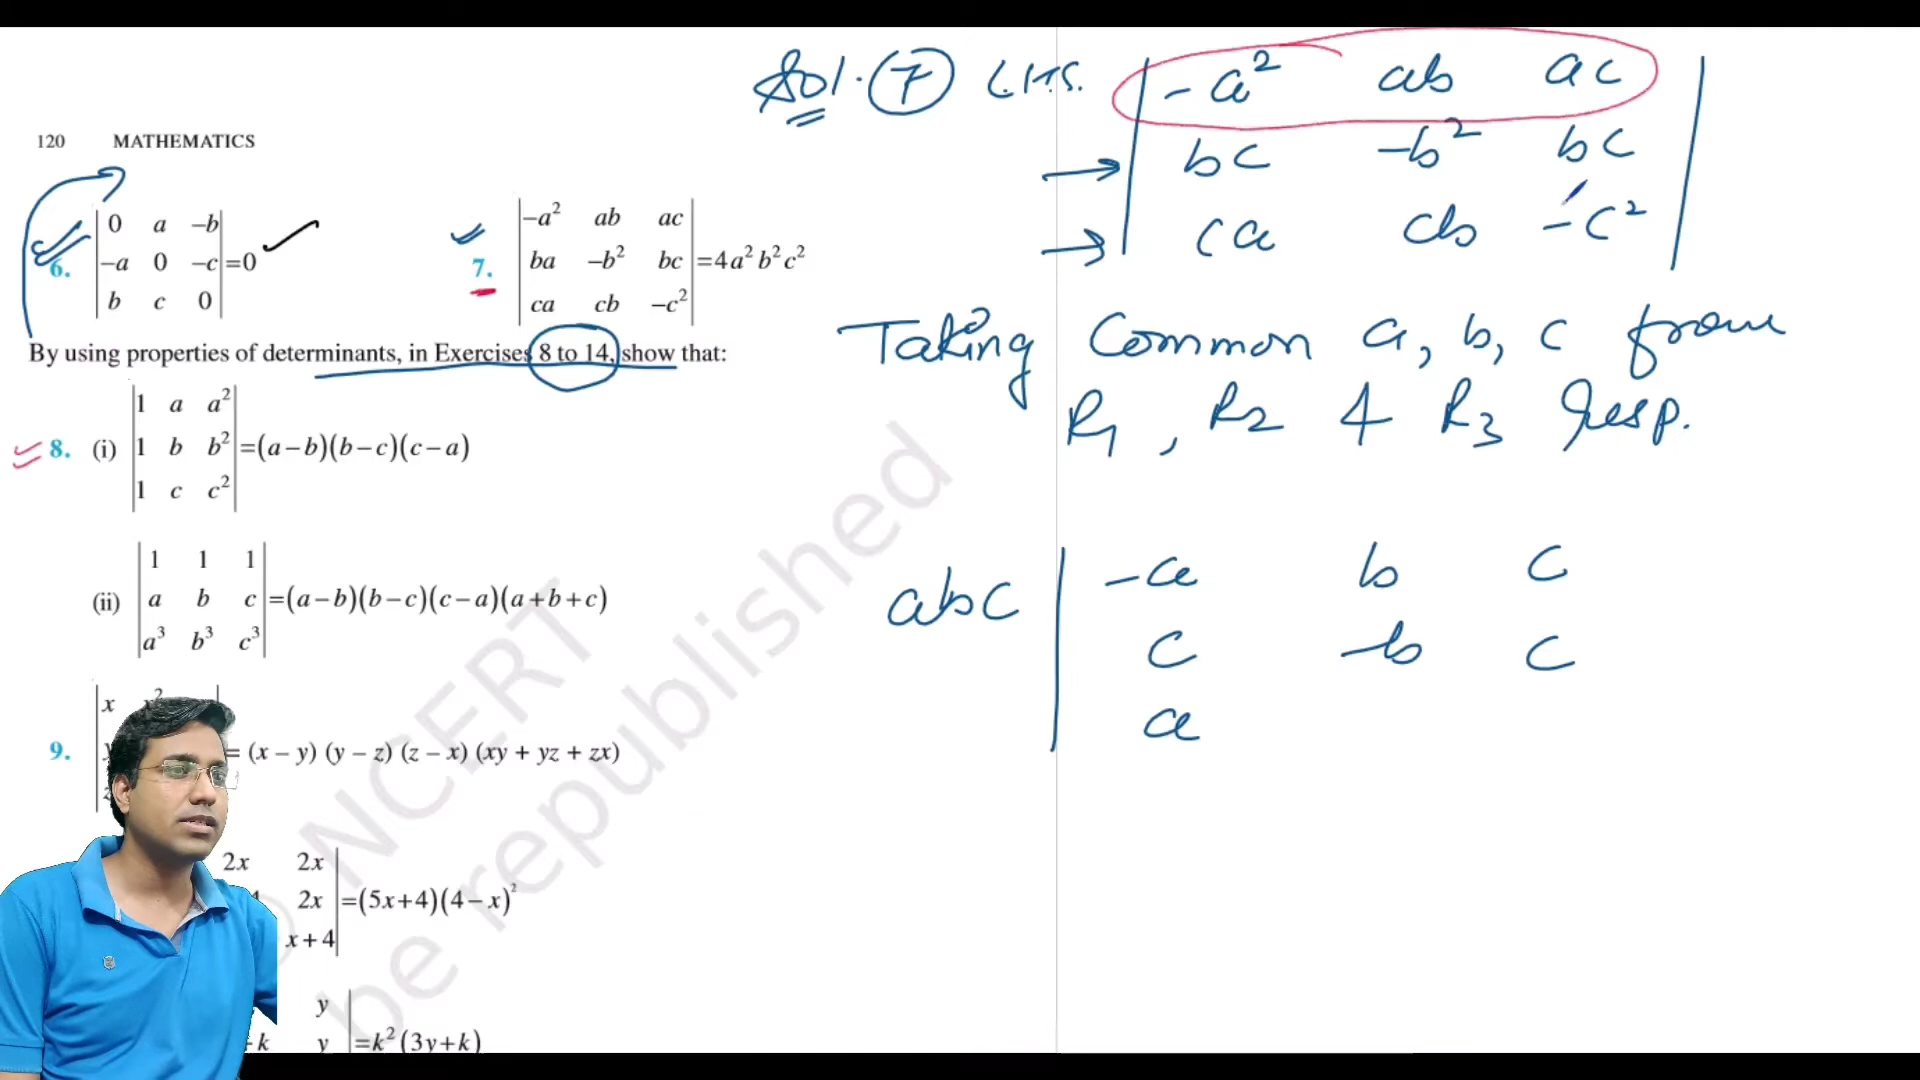 120 MATHEMATICS
6. |0 a −b| =0
|−a 0 −c|
|b c 0|
7. |−a² ab ac| =4a²b²c²
|ba −b² bc|
|ca cb −c²|
By using properties of determinants, in Exercises 8 to 14, show that:
8. (i) |1 a a²| =(a−b)(b−c)(c−a)
|1 b b²|
|1 c c²|
(ii) |1 1 1| =(a−b)(b−c)(c−a)(a+b+c)
|a b c|
|a³ b³ c³|
9. |x x²
= (x − y) (y − z) (z − x) (xy + yz + zx)
2x 2x|
2x| =(5x+4)(4−x)²
x+4|
y|
+k y| =k²(3y+k)
NCERT
be republished
Sol. 7 L.H.S. |−a² ab ac|
→ |bc −b² bc|
→ |ca cb −c²|
Taking Common a, b, c from
R1, R2 & R3 resp.
abc |−a b c
c −b c
a